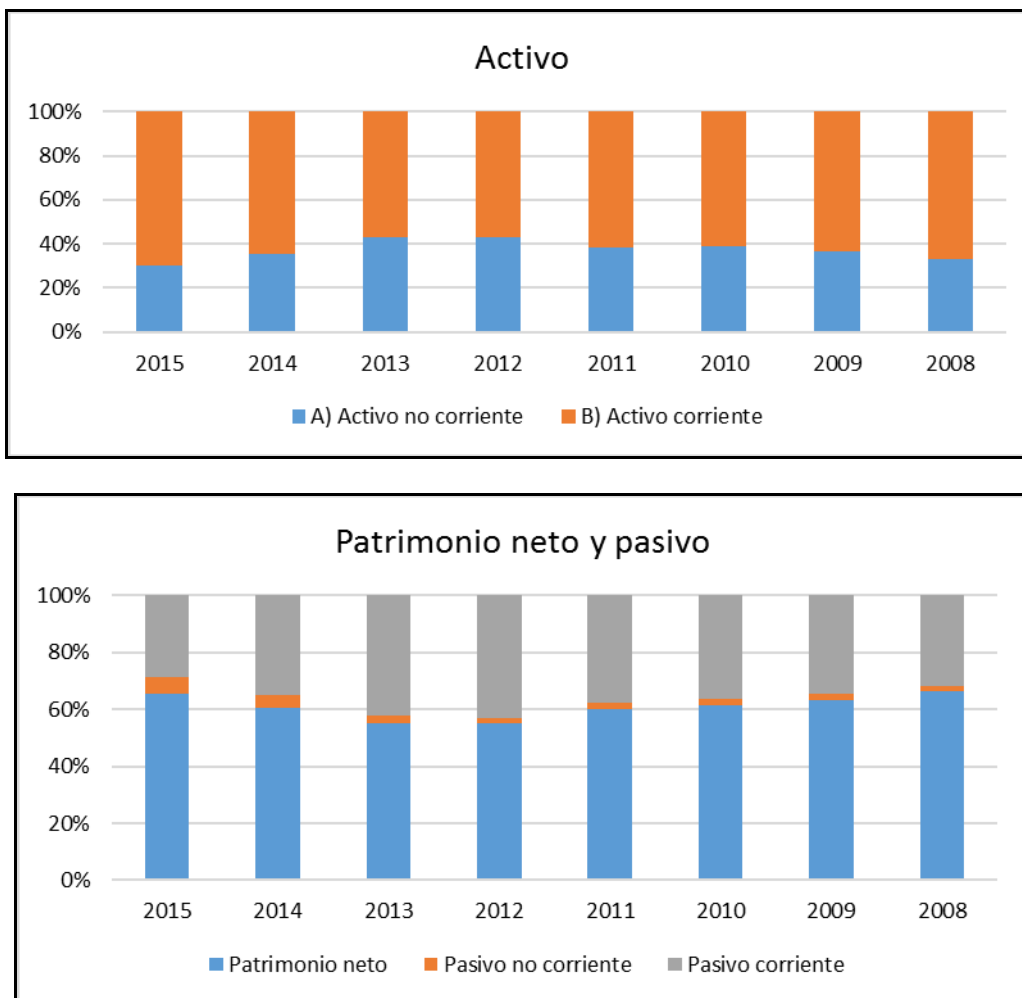 Activo
100%
80%
60%
40%
20%
0%
2015 2014 2013 2012 2011 2010 2009 2008
A) Activo no corriente B) Activo corriente
Patrimonio neto y pasivo
100%
80%
60%
40%
20%
0%
2015 2014 2013 2012 2011 2010 2009 2008
Patrimonio neto Pasivo no corriente Pasivo corriente